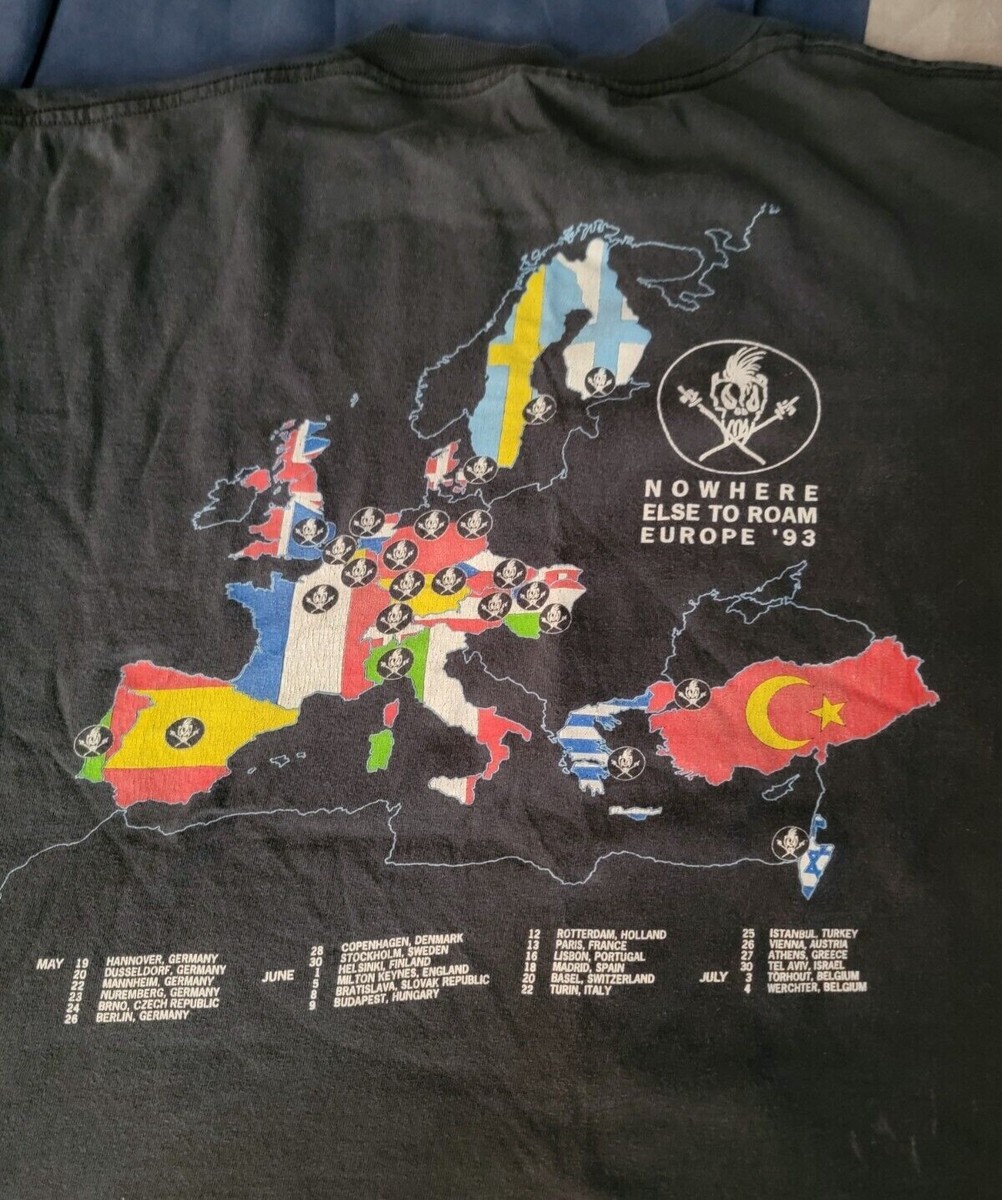 NOWHERE
ELSE TO ROAM
EUROPE '93
MAY 19 HANNOVER, GERMANY
20 DUSSELDORF, GERMANY
22 MANNHEIM, GERMANY
23 NUREMBERG, GERMANY
24 BRNO, CZECH REPUBLIC
26 BERLIN, GERMANY
28 COPENHAGEN, DENMARK
30 STOCKHOLM, SWEDEN
JUNE 1 HELSINKI, FINLAND
5 MILTON KEYNES, ENGLAND
8 BRATISLAVA, SLOVAK REPUBLIC
9 BUDAPEST, HUNGARY
12 ROTTERDAM, HOLLAND
13 PARIS, FRANCE
16 LISBON, PORTUGAL
18 MADRID, SPAIN
20 BASEL, SWITZERLAND
22 TURIN, ITALY
25 ISTANBUL, TURKEY
26 VIENNA, AUSTRIA
27 ATHENS, GREECE
30 TEL AVIV, ISRAEL
JULY 3 TORHOUT, BELGIUM
4 WERCHTER, BELGIUM